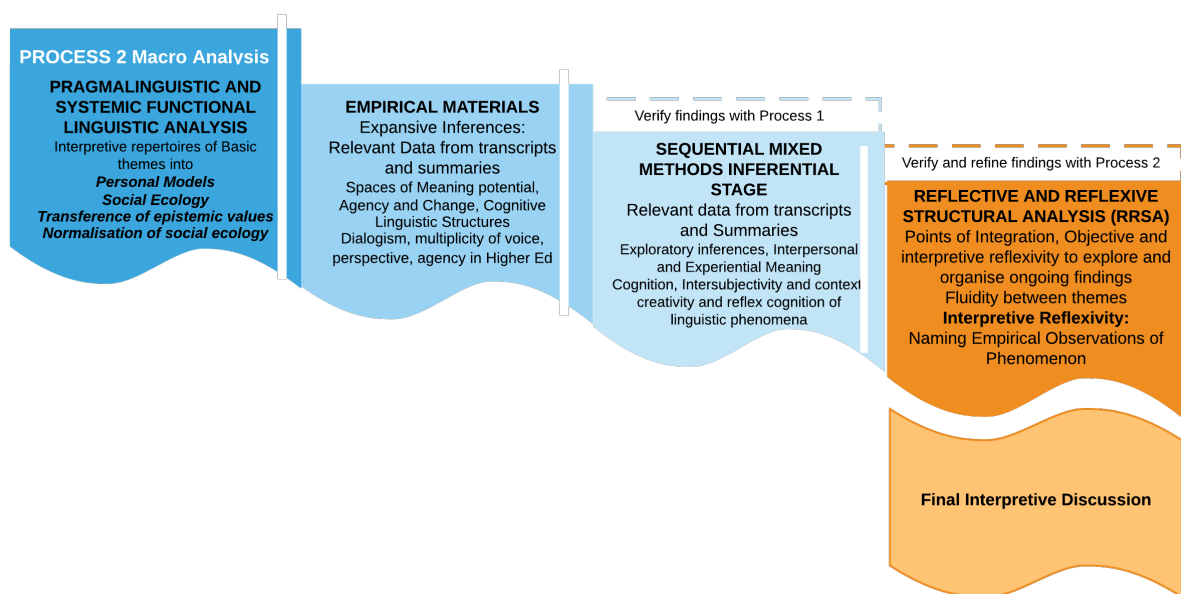 PROCESS 2 Macro Analysis
PRAGMALINGUISTIC AND
SYSTEMIC FUNCTIONAL
LINGUISTIC ANALYSIS
Interpretive repertoires of Basic
themes into
Personal Models
Social Ecology
Transference of epistemic values
Normalisation of social ecology
EMPIRICAL MATERIALS
Expansive Inferences:
Relevant Data from transcripts
and summaries
Spaces of Meaning potential,
Agency and Change, Cognitive
Linguistic Structures
Dialogism, multiplicity of voice,
perspective, agency in Higher Ed
Verify findings with Process 1
SEQUENTIAL MIXED
METHODS INFERENTIAL
STAGE
Relevant data from transcripts
and Summaries
Exploratory inferences, Interpersonal
and Experiential Meaning
Cognition, Intersubjectivity and context
creativity and reflex cognition of
linguistic phenomena
Verify and refine findings with Process 2
REFLECTIVE AND REFLEXIVE
STRUCTURAL ANALYSIS (RRSA)
Points of Integration, Objective and
interpretive reflexivity to explore and
organise ongoing findings
Fluidity between themes
Interpretive Reflexivity:
Naming Empirical Observations of
Phenomenon
Final Interpretive Discussion